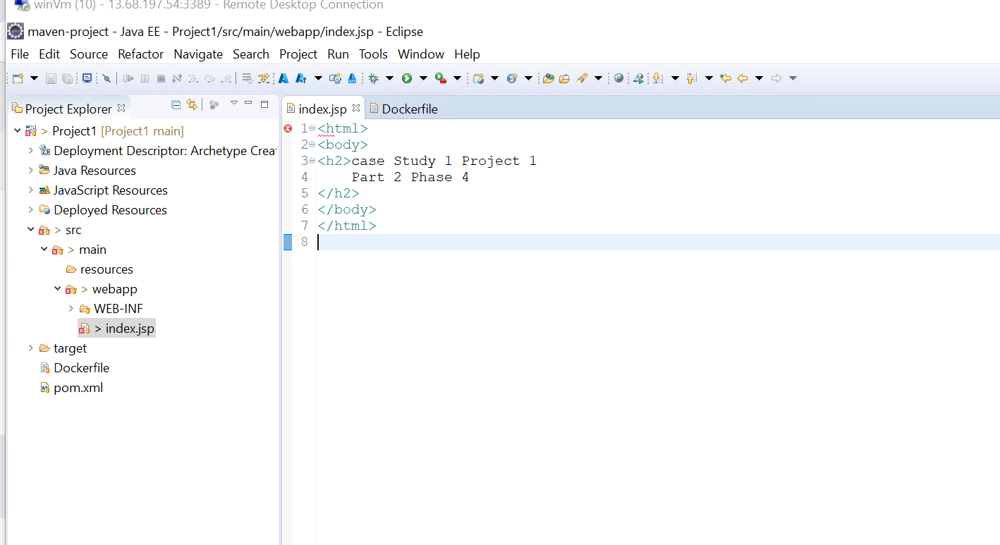 winVm (10) - 13.68.197.54:3389 - Remote Desktop Connection
maven-project - Java EE - Project1/src/main/webapp/index.jsp - Eclipse
File Edit Source Refactor Navigate Search Project Run Tools Window Help
Project Explorer
> Project1 [Project1 main]
Deployment Descriptor: Archetype Crea
Java Resources
JavaScript Resources
Deployed Resources
> src
> main
resources
> webapp
WEB-INF
> index.jsp
target
Dockerfile
pom.xml
index.jsp Dockerfile
1 <html>
2 <body>
3 <h2>case Study 1 Project 1
4 Part 2 Phase 4
5 </h2>
6 </body>
7 </html>
8